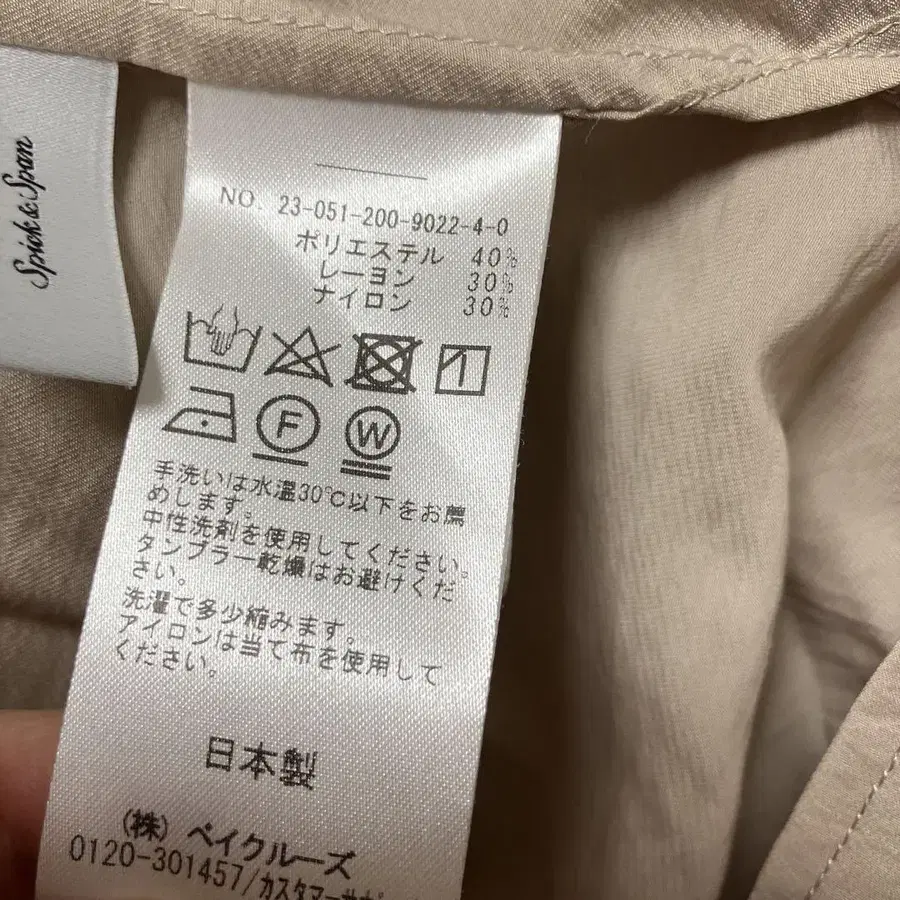 Spick & Span
NO. 23-051-200-9022-4-0
ポリエステル 40%
レーヨン 30%
ナイロン 30%
F
W
手洗いは水温30℃以下をお薦
めします。
中性洗剤を使用してください。
タンブラー乾燥はお避けくだ
さい。
洗濯で多少縮みます。
アイロンは当て布を使用して
ください。
日本製
(株) ベイクルーズ
0120-301457/カスタマーサポ